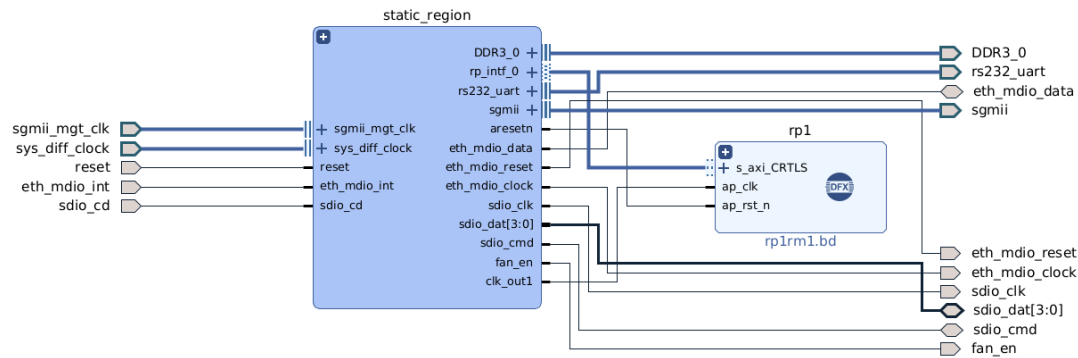 static_region
DDR3_0
rp_intf_0
rs232_uart
sgmii
aresetn
eth_mdio_data
eth_mdio_reset
eth_mdio_clock
sdio_clk
sdio_dat[3:0]
sdio_cmd
fan_en
clk_out1
sgmii_mgt_clk
sys_diff_clock
reset
eth_mdio_int
sdio_cd
sgmii_mgt_clk
sys_diff_clock
reset
eth_mdio_int
sdio_cd
rp1
s_axi_CRTLS
ap_clk
ap_rst_n
DFX
rp1rm1.bd
DDR3_0
rs232_uart
eth_mdio_data
sgmii
eth_mdio_reset
eth_mdio_clock
sdio_clk
sdio_dat[3:0]
sdio_cmd
fan_en